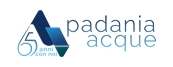 padania
acque
65 anni
con noi